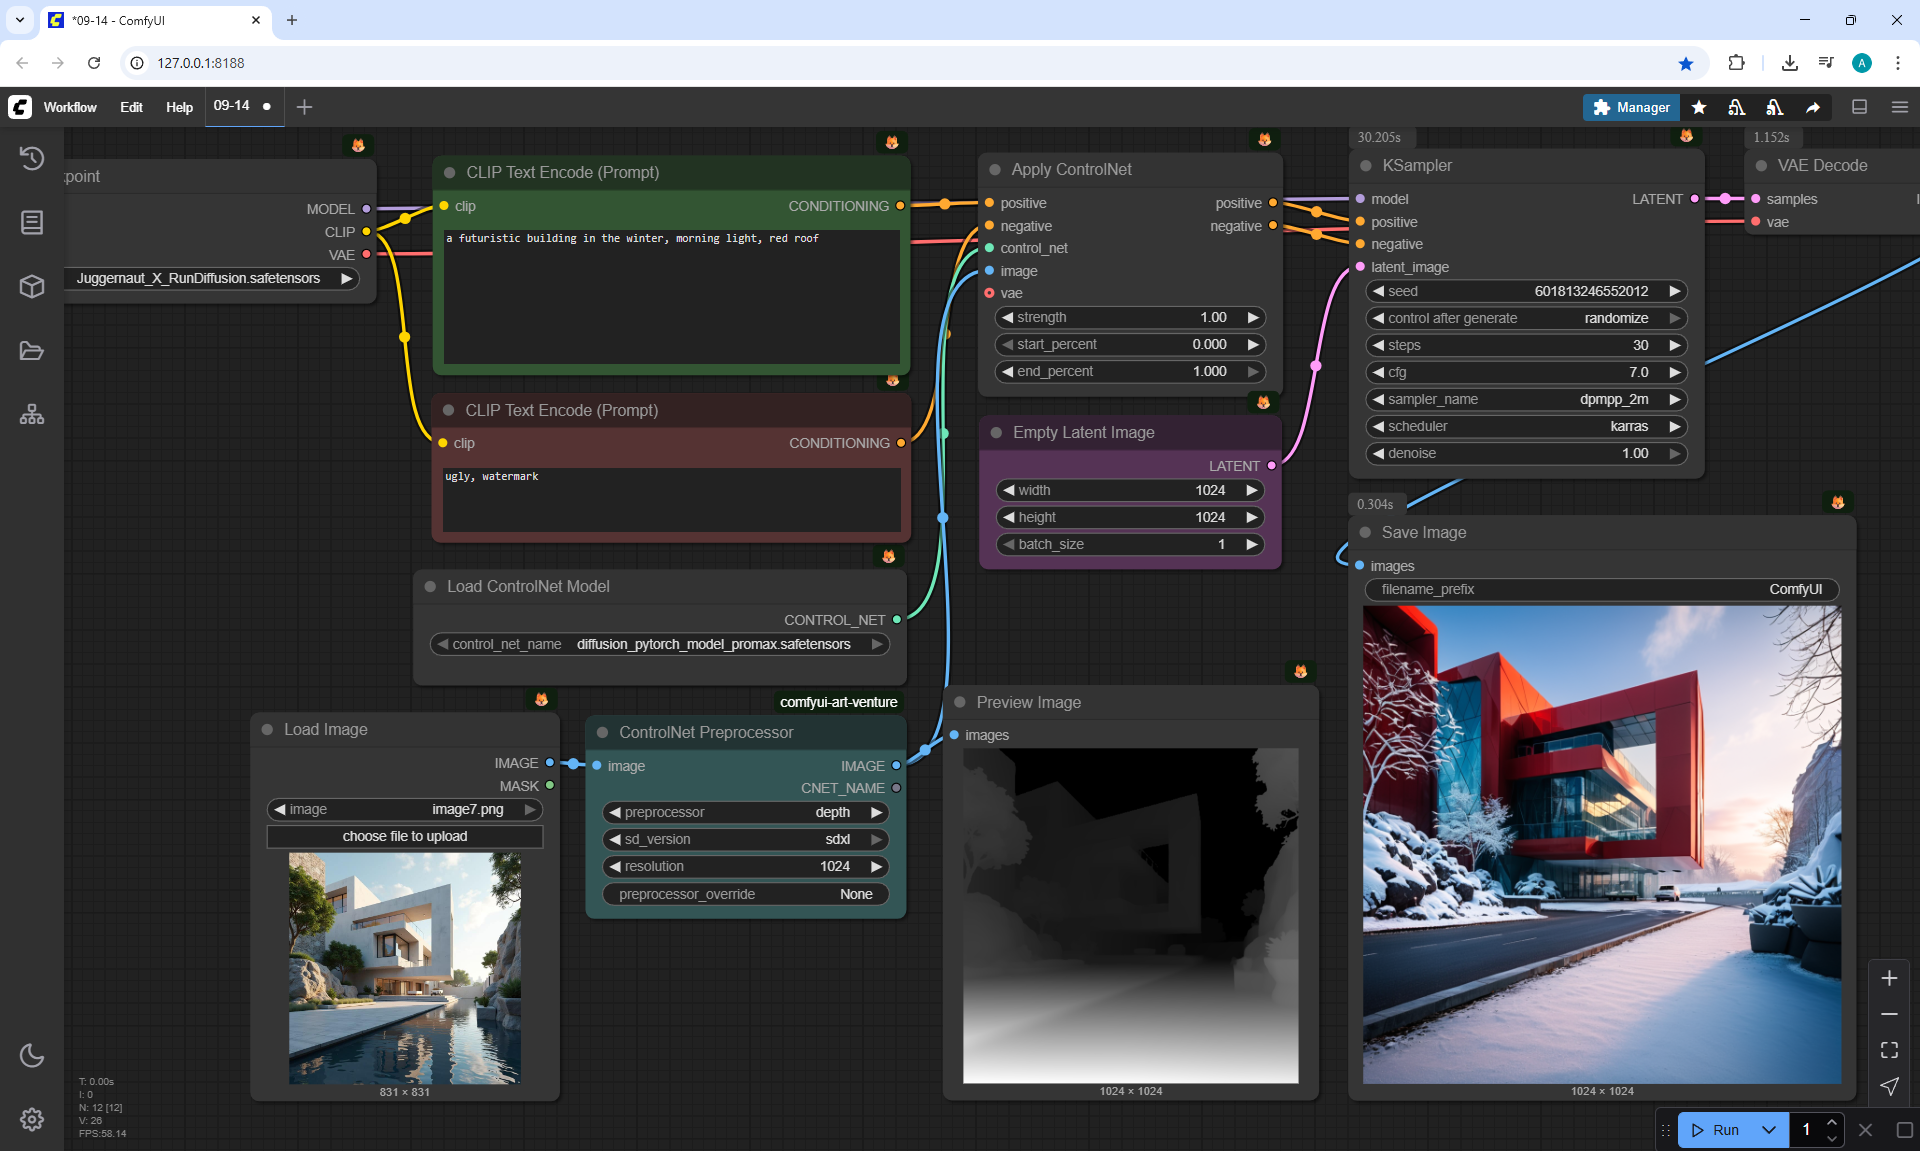 *09-14 - ComfyUI
127.0.0.1:8188
A
Workflow Edit Help 09-14
Manager
point
MODEL
CLIP
VAE
Juggernaut_X_RunDiffusion.safetensors
CLIP Text Encode (Prompt)
clip CONDITIONING
a futuristic building in the winter, morning light, red roof
CLIP Text Encode (Prompt)
clip CONDITIONING
ugly, watermark
Load ControlNet Model
CONTROL_NET
control_net_name diffusion_pytorch_model_promax.safetensors
Load Image
IMAGE
MASK
image image7.png
choose file to upload
831 × 831
comfyui-art-venture
ControlNet Preprocessor
image IMAGE
CNET_NAME
preprocessor depth
sd_version sdxl
resolution 1024
preprocessor_override None
Apply ControlNet
positive positive
negative negative
control_net
image
vae
strength 1.00
start_percent 0.000
end_percent 1.000
Empty Latent Image
LATENT
width 1024
height 1024
batch_size 1
Preview Image
images
1024 × 1024
30.205s
KSampler
model LATENT
positive
negative
latent_image
seed 601813246552012
control after generate randomize
steps 30
cfg 7.0
sampler_name dpmpp_2m
scheduler karras
denoise 1.00
1.152s
VAE Decode
samples
vae
0.304s
Save Image
images
filename_prefix ComfyUI
1024 × 1024
T: 0.00s
I: 0
N: 12 [12]
V: 26
FPS:58.14
Run 1